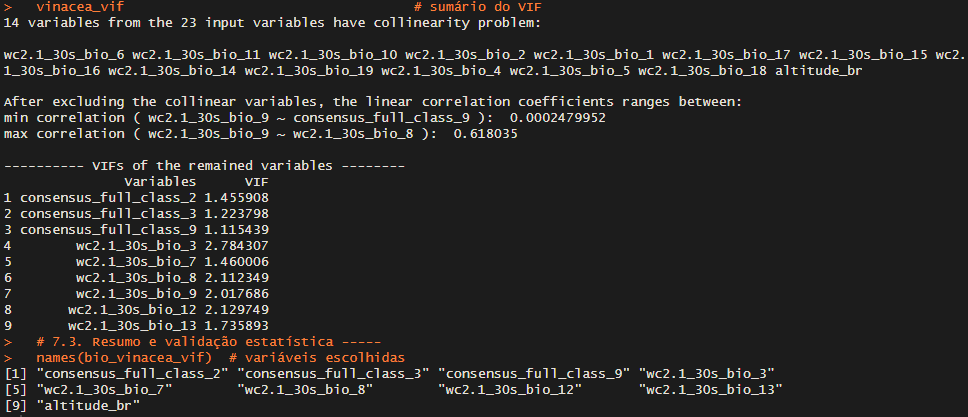 >   vinacea_vif                                      # sumário do VIF
14 variables from the 23 input variables have collinearity problem:
wc2.1_30s_bio_6 wc2.1_30s_bio_11 wc2.1_30s_bio_10 wc2.1_30s_bio_2 wc2.1_30s_bio_1 wc2.1_30s_bio_17 wc2.1_30s_bio_15 wc2.
1_30s_bio_16 wc2.1_30s_bio_14 wc2.1_30s_bio_19 wc2.1_30s_bio_4 wc2.1_30s_bio_5 wc2.1_30s_bio_18 altitude_br
After excluding the collinear variables, the linear correlation coefficients ranges between:
min correlation ( wc2.1_30s_bio_9 ~ consensus_full_class_9 ):  0.0002479952
max correlation ( wc2.1_30s_bio_9 ~ wc2.1_30s_bio_8 ):  0.618035
---------- VIFs of the remained variables --------
               Variables      VIF
1 consensus_full_class_2 1.455908
2 consensus_full_class_3 1.223798
3 consensus_full_class_9 1.115439
4        wc2.1_30s_bio_3 2.784307
5        wc2.1_30s_bio_7 1.460006
6        wc2.1_30s_bio_8 2.112349
7        wc2.1_30s_bio_9 2.017686
8       wc2.1_30s_bio_12 2.129749
9       wc2.1_30s_bio_13 1.735893
>   # 7.3. Resumo e validação estatística -----
>   names(bio_vinacea_vif)  # variáveis escolhidas
[1] "consensus_full_class_2" "consensus_full_class_3" "consensus_full_class_9" "wc2.1_30s_bio_3"
[5] "wc2.1_30s_bio_7"        "wc2.1_30s_bio_8"        "wc2.1_30s_bio_12"       "wc2.1_30s_bio_13"
[9] "altitude_br"